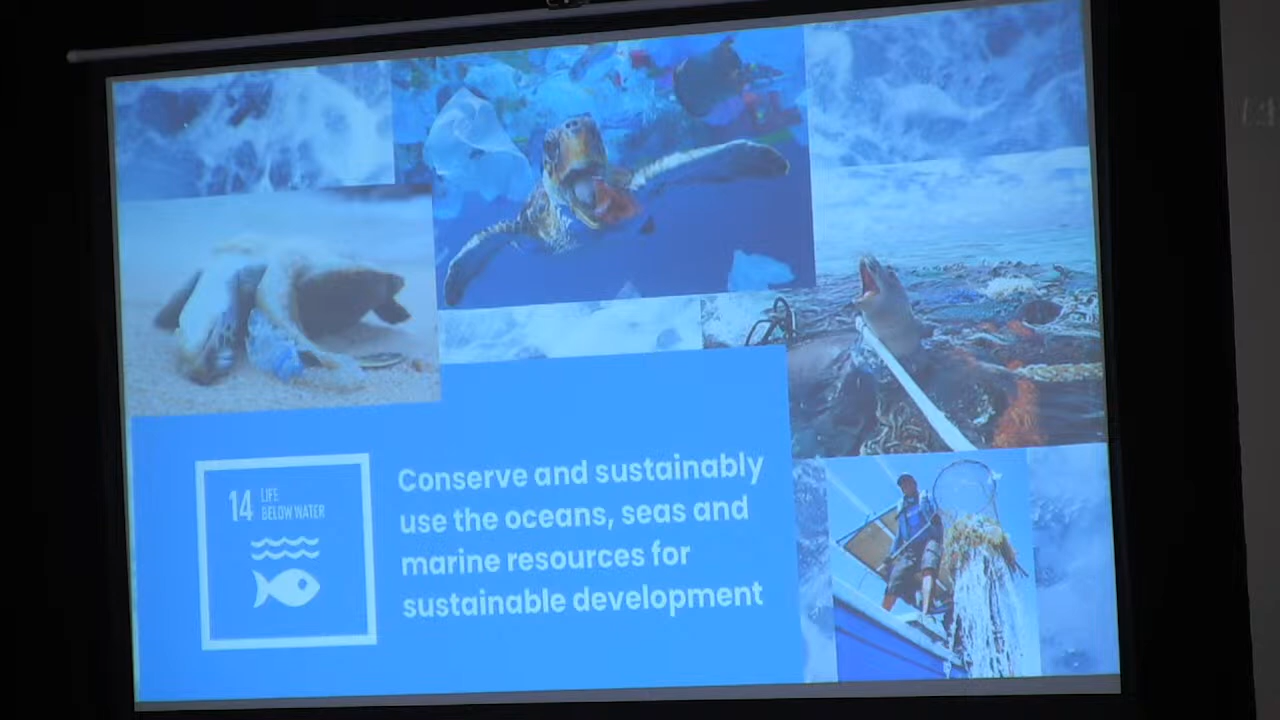 14 LIFE
BELOW WATER
Conserve and sustainably
use the oceans, seas and
marine resources for
sustainable development